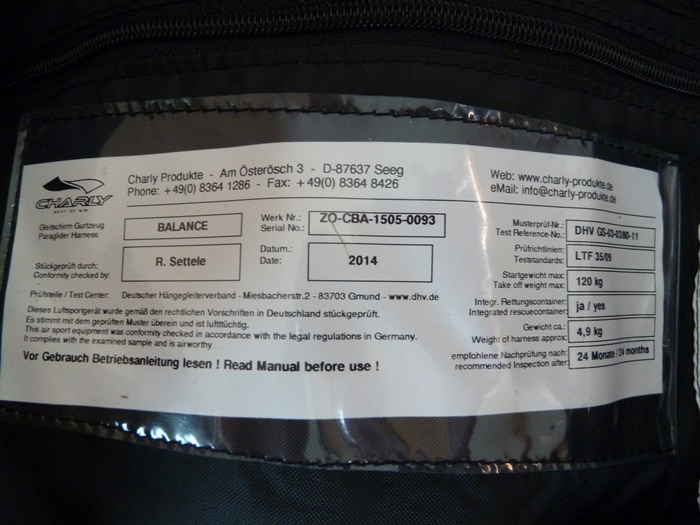 CHARLY
BEST OF AIR
Charly Produkte - Am Österösch 3 - D-87637 Seeg
Phone: +49(0) 8364 1286 - Fax: +49(0) 8364 8426
Web: www.charly-produkte.de
eMail: info@charly-produkte.de
Gleitschirm Gurtzeug
Paraglider Harness:
BALANCE
Werk Nr.:
Serial No.:
ZO-CBA-1505-0093
Stückgeprüft durch:
Conformity checked by:
R. Settele
Datum.:
Date:
2014
Musterprüf-Nr.:
Test Reference-No.:
DHV GS-03-0380-11
Prüfrichtlinien:
Teststandards:
LTF 35/09
Startgewicht max:
Take off weight max:
120 kg
Integr. Rettungscontainer:
Integrated rescuecontainer:
ja / yes
Gewicht ca.:
Weight of harness approx:
4,9 kg
empfohlene Nachprüfung nach:
recommended Inspection after:
24 Monate / 24 months
Prüfstelle / Test Center: Deutscher Hängegleiterverband - Miesbacherstr.2 - 83703 Gmund - www.dhv.de
Dieses Luftsportgerät wurde gemäß den rechtlichen Vorschriften in Deutschland stückgeprüft.
Es stimmt mit dem geprüften Muster überein und ist lufttüchtig.
This air sport equipment was conformity checked in accordance with the legal regulations in Germany.
It complies with the examined sample and is airworthy
Vor Gebrauch Betriebsanleitung lesen ! Read Manual before use !